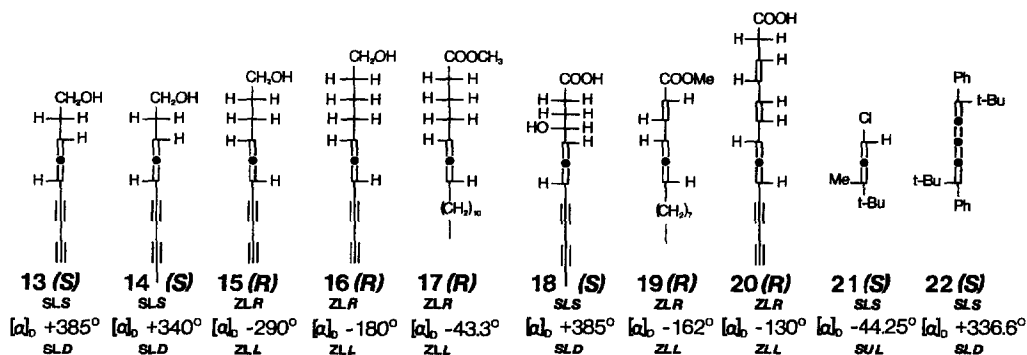 CH₂OH
H H
H
H
CH₂OH
H H
H
H
CH₂OH
H H
H H
H
H
CH₂OH
H H
H H
H H
H H
H
H
COOCH₃
H H
H H
H H
H H
H
H
(CH₂)₁₀
COOH
H H
H H
HO H
H
H
COOMe
H
H
H
H
(CH₂)₇
COOH
H H
H
H
H
H
H
H
Cl
H
Me
t-Bu
Ph
t-Bu
t-Bu
Ph
13 (S) 14 (S) 15 (R) 16 (R) 17 (R) 18 (S) 19 (R) 20 (R) 21 (S) 22 (S)
SLS SLS ZLR ZLR ZLR SLS ZLR ZLR SLS SLS
[α]D +385° [α]D +340° [α]D -290° [α]D -180° [α]D -43.3° [α]D +385° [α]D -162° [α]D -130° [α]D -44.25° [α]D +336.6°
SLD SLD ZLL ZLL ZLL SLD ZLL ZLL SUL SLD